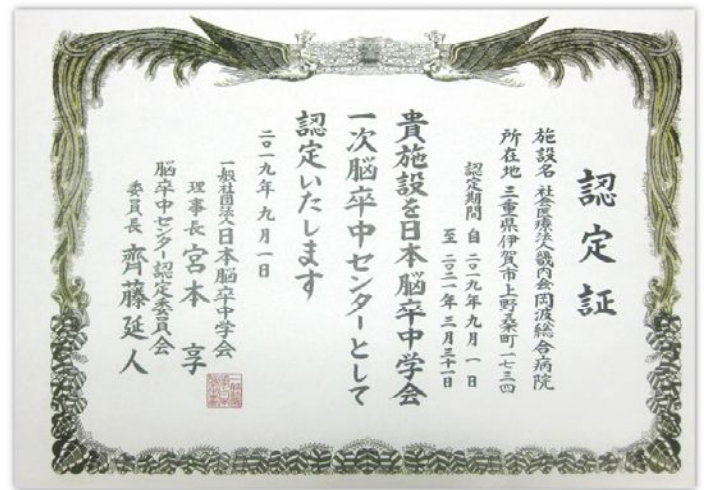 認定証
施設名 社会医療法人畿内会岡波総合病院
所在地 三重県伊賀市上野桑町一七三四
認定期間 自 二〇一九年九月一日
至 二〇二一年三月三十一日
貴施設を日本脳卒中学会
一次脳卒中センターとして
認定いたします
二〇一九年九月一日
一般社団法人日本脳卒中学会
理事長 宮本享
脳卒中センター認定委員会
委員長 齊藤延人